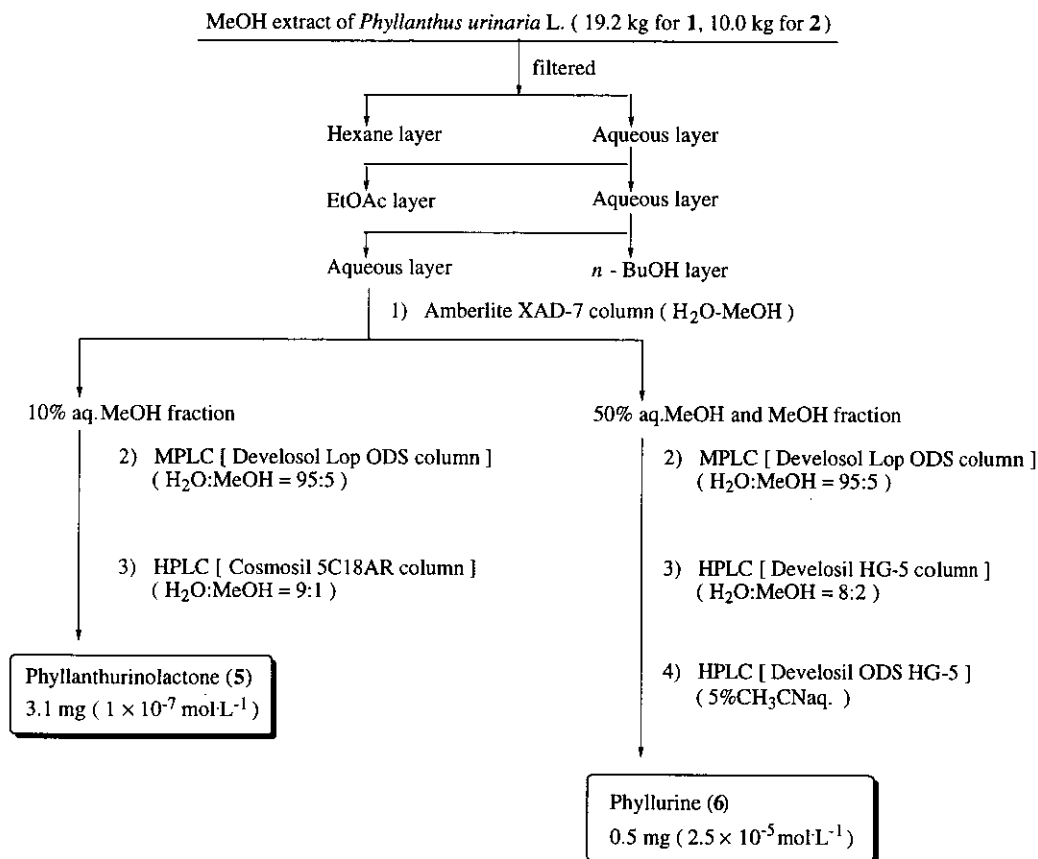 MeOH extract of Phyllanthus urinaria L. ( 19.2 kg for 1, 10.0 kg for 2 )
filtered
Hexane layer
Aqueous layer
EtOAc layer
Aqueous layer
Aqueous layer
n - BuOH layer
1) Amberlite XAD-7 column ( H₂O-MeOH )
10% aq.MeOH fraction
2) MPLC [ Develosol Lop ODS column ]
( H₂O:MeOH = 95:5 )
3) HPLC [ Cosmosil 5C18AR column ]
( H₂O:MeOH = 9:1 )
Phyllanthurinolactone (5)
3.1 mg ( 1 × 10⁻⁷ mol·L⁻¹ )
50% aq.MeOH and MeOH fraction
2) MPLC [ Develosol Lop ODS column ]
( H₂O:MeOH = 95:5 )
3) HPLC [ Develosil HG-5 column ]
( H₂O:MeOH = 8:2 )
4) HPLC [ Develosil ODS HG-5 ]
( 5%CH₃CNaq. )
Phyllurine (6)
0.5 mg ( 2.5 × 10⁻⁵ mol·L⁻¹ )